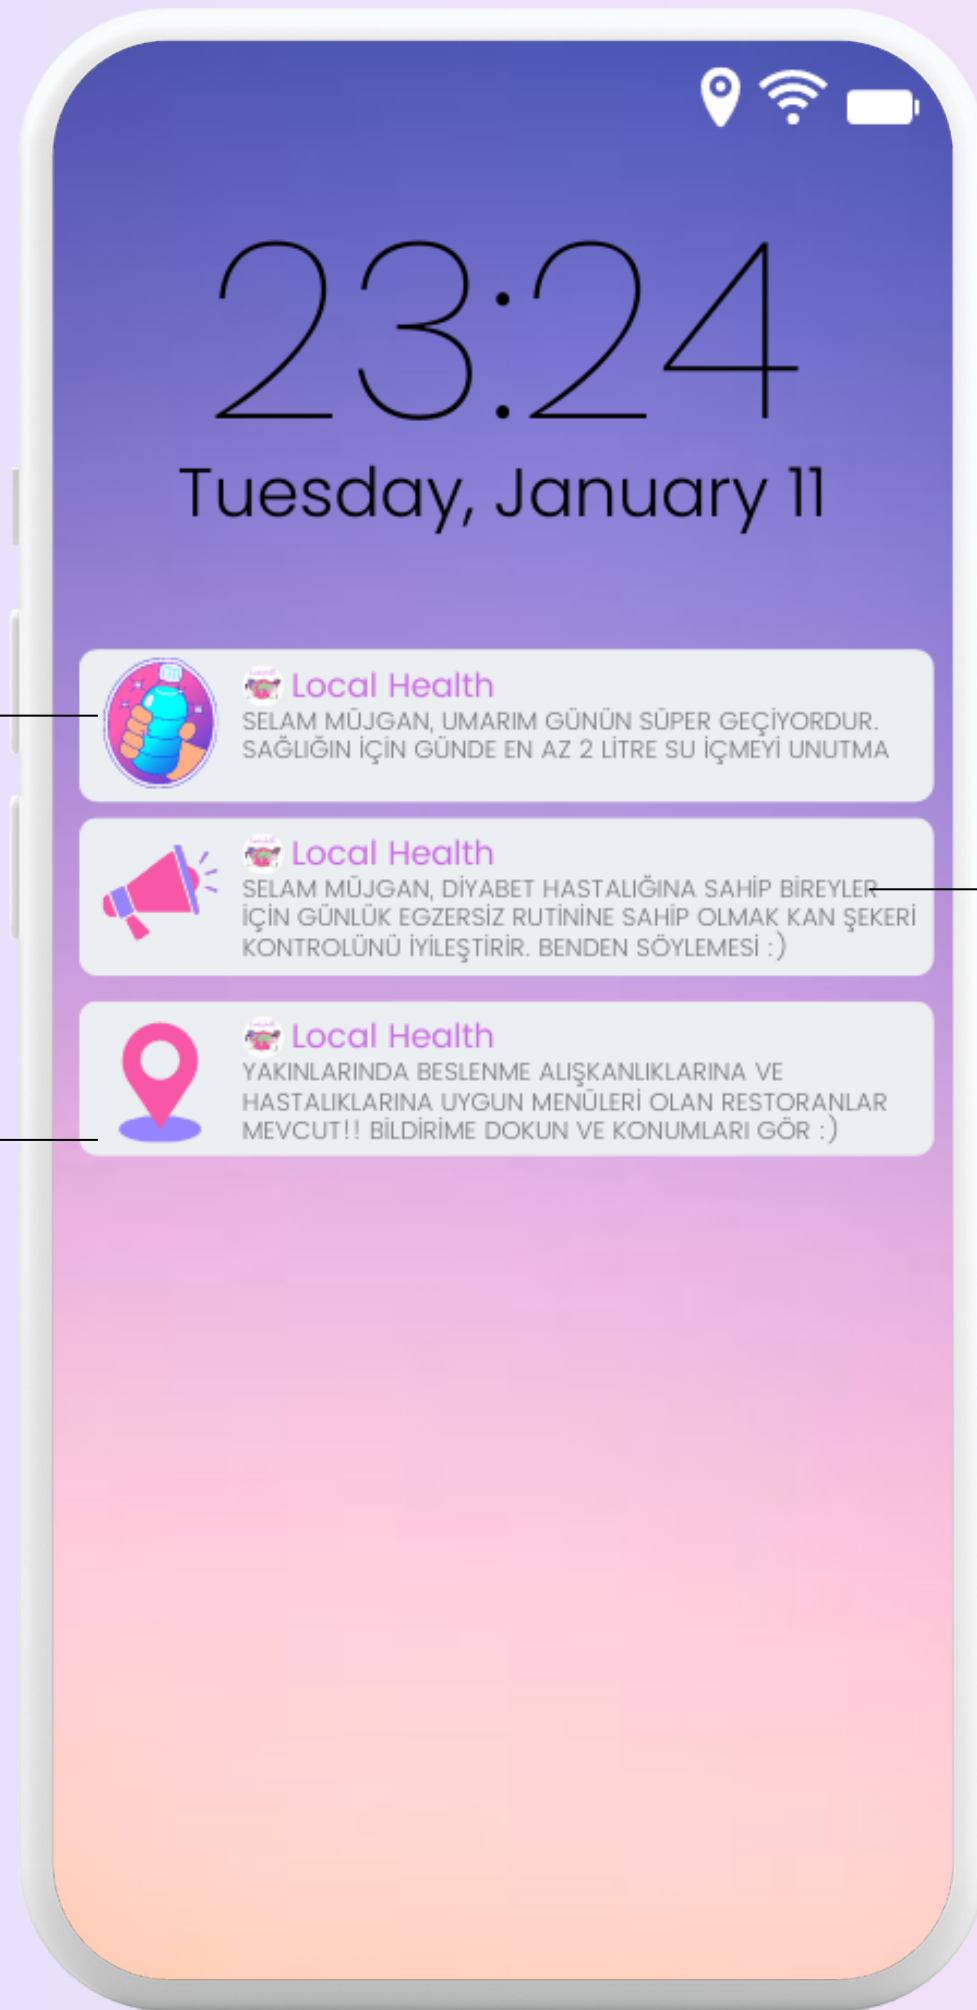 23:24
Tuesday, January 11
Local Health
SELAM MÜJGAN, UMARIM GÜNÜN SÜPER GEÇİYORDUR.
SAĞLIĞIN İÇİN GÜNDE EN AZ 2 LİTRE SU İÇMEYİ UNUTMA
Local Health
SELAM MÜJGAN, DİYABET HASTALIĞINA SAHİP BİREYLER
İÇİN GÜNLÜK EGZERSİZ RUTİNİNE SAHİP OLMAK KAN ŞEKERİ
KONTROLÜNÜ İYİLEŞTİRİR. BENDEN SÖYLEMESİ :)
Local Health
YAKINLARINDA BESLENME ALIŞKANLIKLARINA VE
HASTALIKLARINA UYGUN MENÜLERİ OLAN RESTORANLAR
MEVCUT!! BİLDİRİME DOKUN VE KONUMLARI GÖR :)